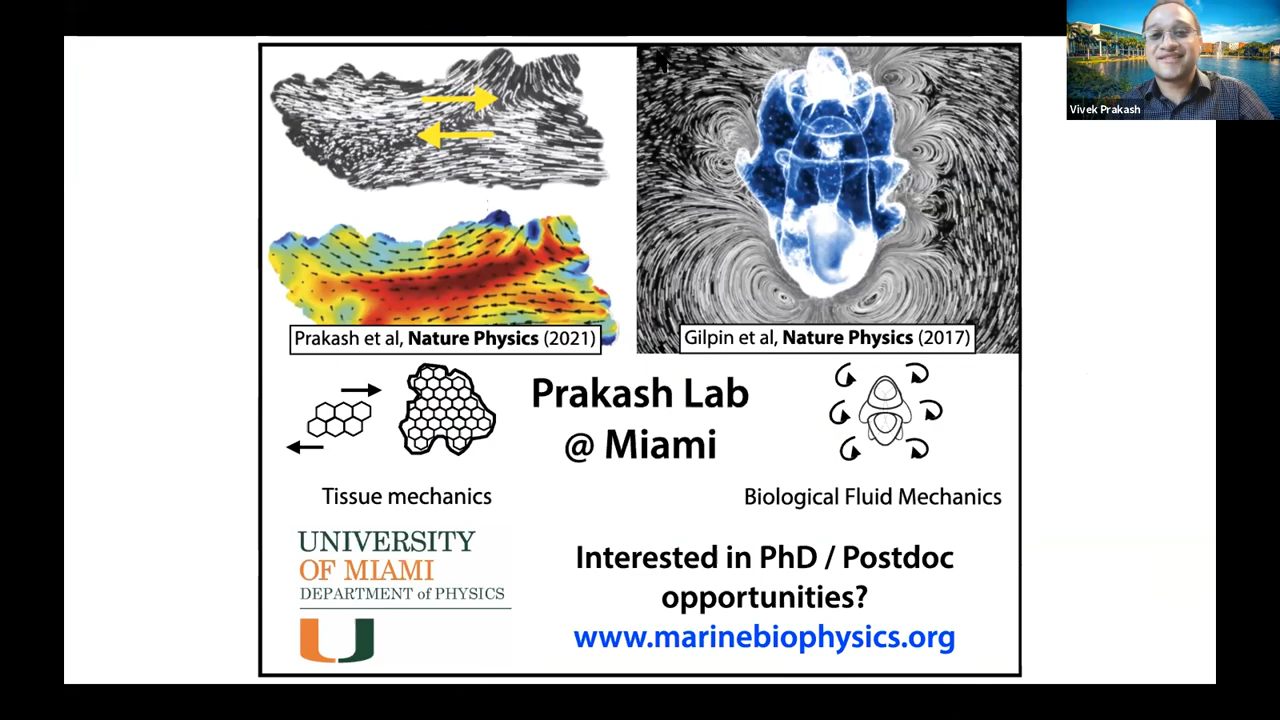 Vivek Prakash
Prakash et al, Nature Physics (2021)
Gilpin et al, Nature Physics (2017)
Prakash Lab
@ Miami
Tissue mechanics
Biological Fluid Mechanics
UNIVERSITY
OF MIAMI
DEPARTMENT of PHYSICS
Interested in PhD / Postdoc
opportunities?
www.marinebiophysics.org